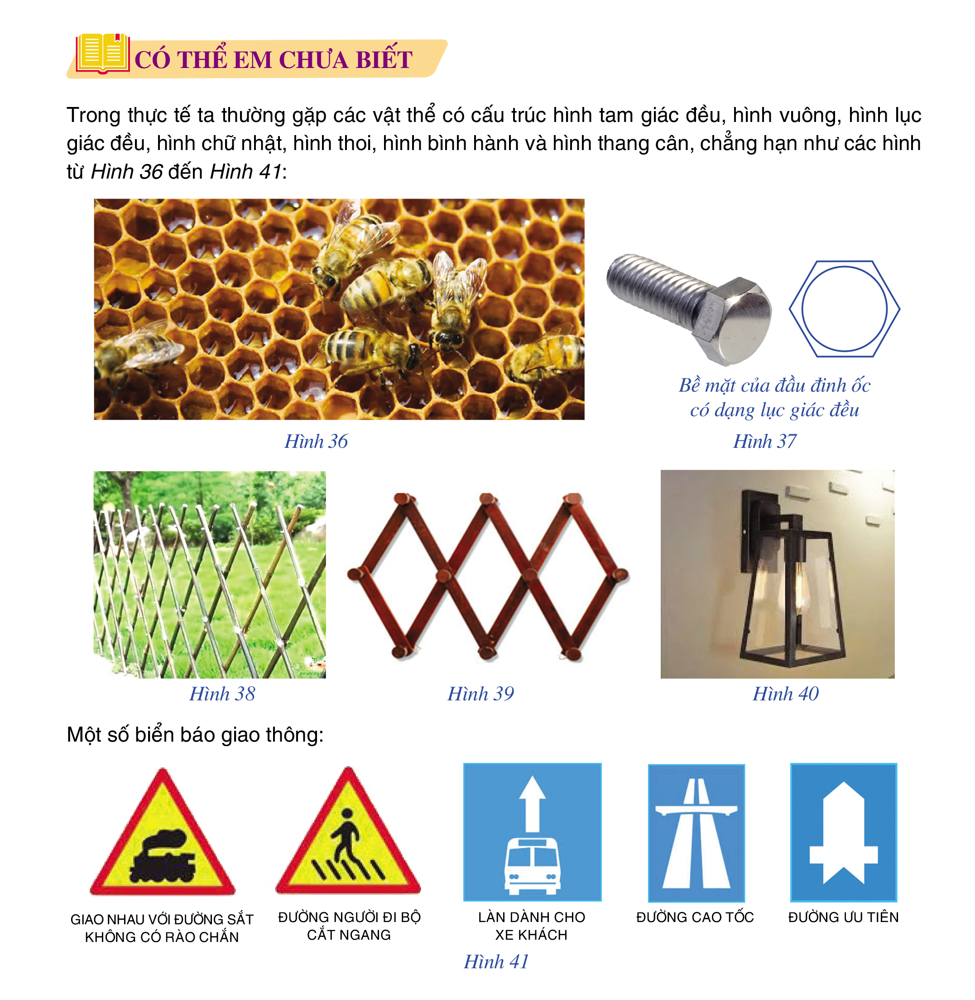 CÓ THỂ EM CHƯA BIẾT
Trong thực tế ta thường gặp các vật thể có cấu trúc hình tam giác đều, hình vuông, hình lục
giác đều, hình chữ nhật, hình thoi, hình bình hành và hình thang cân, chẳng hạn như các hình
từ Hình 36 đến Hình 41:
Bề mặt của đầu đinh ốc
có dạng lục giác đều
Hình 36
Hình 37
Hình 38
Hình 39
Hình 40
Một số biển báo giao thông:
GIAO NHAU VỚI ĐƯỜNG SẮT
KHÔNG CÓ RÀO CHẮN
ĐƯỜNG NGƯỜI ĐI BỘ
CẮT NGANG
LÀN DÀNH CHO
XE KHÁCH
ĐƯỜNG CAO TỐC
ĐƯỜNG ƯU TIÊN
Hình 41